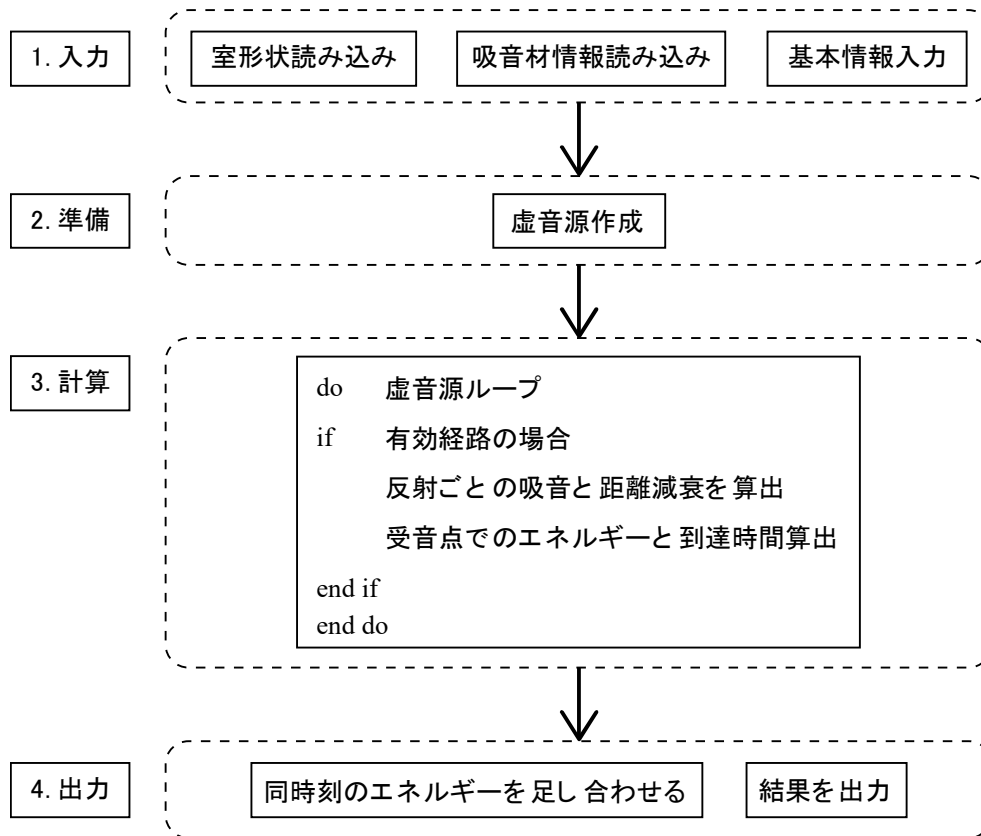 1. 入力
室形状読み込み
吸音材情報読み込み
基本情報入力
2. 準備
虚音源作成
3. 計算
do 虚音源ループ
if 有効経路の場合
反射ごとの吸音と距離減衰を算出
受音点でのエネルギーと到達時間算出
end if
end do
4. 出力
同時刻のエネルギーを足し合わせる
結果を出力